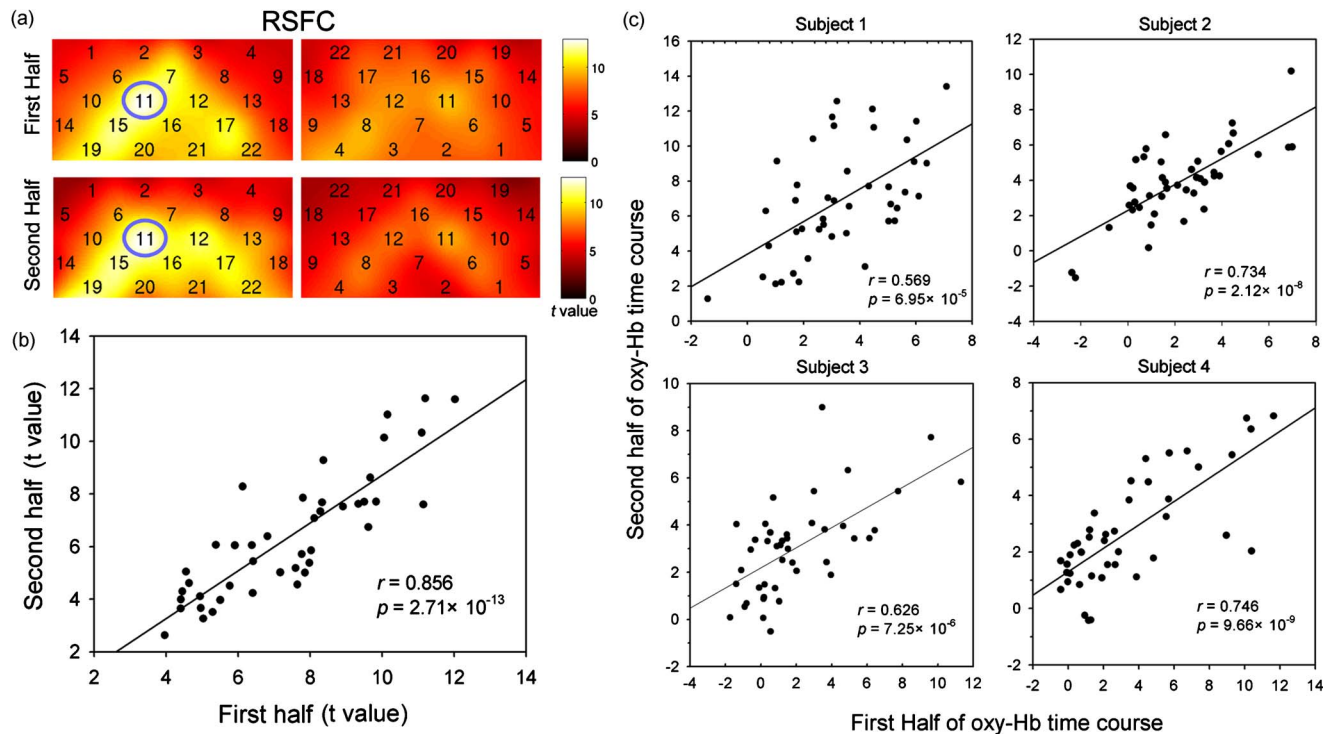 (a)
RSFC
First Half
1 2 3 4
5 6 7 8 9
10 11 12 13
14 15 16 17 18
19 20 21 22
22 21 20 19
18 17 16 15 14
13 12 11 10
9 8 7 6 5
4 3 2 1
10
5
0
Second Half
1 2 3 4
5 6 7 8 9
10 11 12 13
14 15 16 17 18
19 20 21 22
22 21 20 19
18 17 16 15 14
13 12 11 10
9 8 7 6 5
4 3 2 1
10
5
0
t value
(b)
Second half (t value)
14
12
10
8
6
4
2
r = 0.856
p = 2.71× 10-13
2 4 6 8 10 12 14
First half (t value)
(c)
Second half of oxy-Hb time course
Subject 1
16
14
12
10
8
6
4
2
0
r = 0.569
p = 6.95× 10-5
-2 0 2 4 6 8
Subject 2
12
10
8
6
4
2
0
-2
-4
r = 0.734
p = 2.12× 10-8
-4 -2 0 2 4 6 8
Subject 3
10
8
6
4
2
0
-2
r = 0.626
p = 7.25× 10-6
-4 -2 0 2 4 6 8 10 12
Subject 4
8
6
4
2
0
-2
r = 0.746
p = 9.66× 10-9
-2 0 2 4 6 8 10 12 14
First Half of oxy-Hb time course